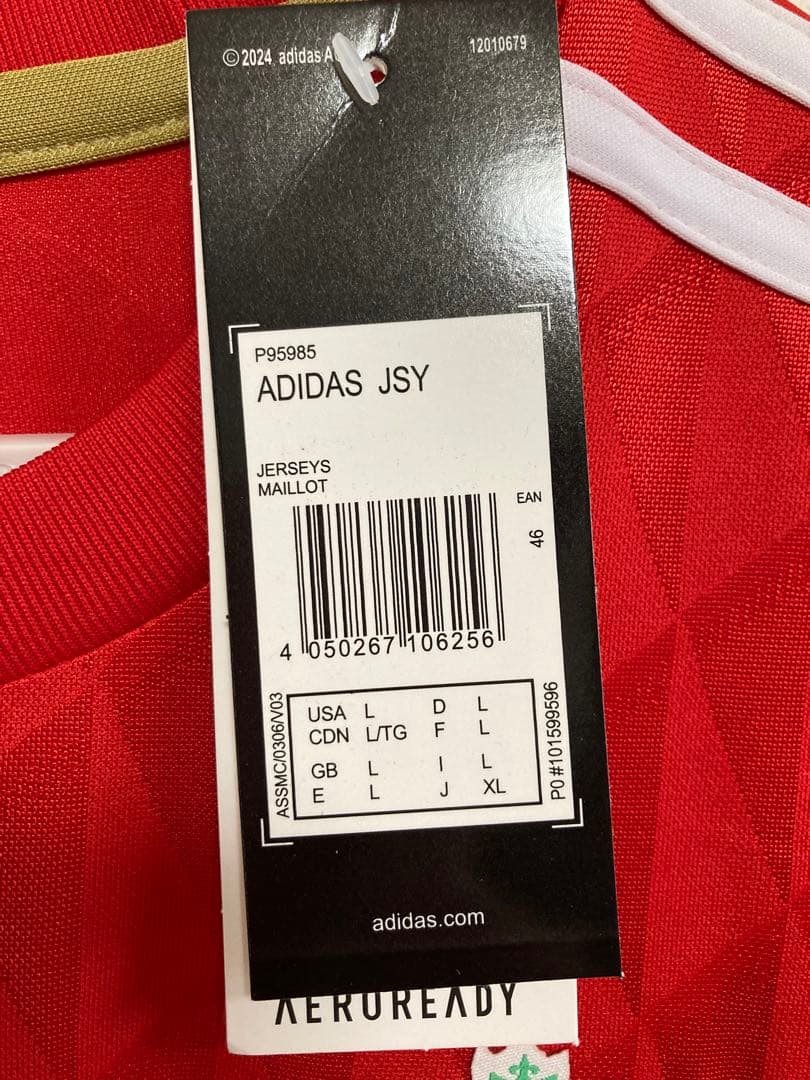 © 2024 adidas A
12010679
P95985
ADIDAS JSY
JERSEYS
MAILLOT
EAN
46
4 050267 106256
ASSMC/0306/V03
USA L D L
CDN L/TG F L
GB L I L
E L J XL
PO#101599596
adidas.com
AEROREADY